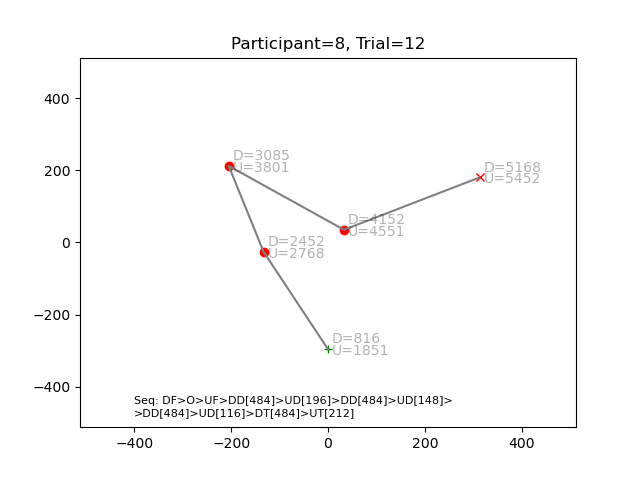 Participant=8, Trial=12
400
200
0
−200
−400
D=3085
U=3801
D=5168
U=5452
D=4152
U=4551
D=2452
U=2768
D=816
U=1851
Seq: DF>O>UF>DD[484]>UD[196]>DD[484]>UD[148]>
>DD[484]>UD[116]>DT[484]>UT[212]
−400 −200 0 200 400